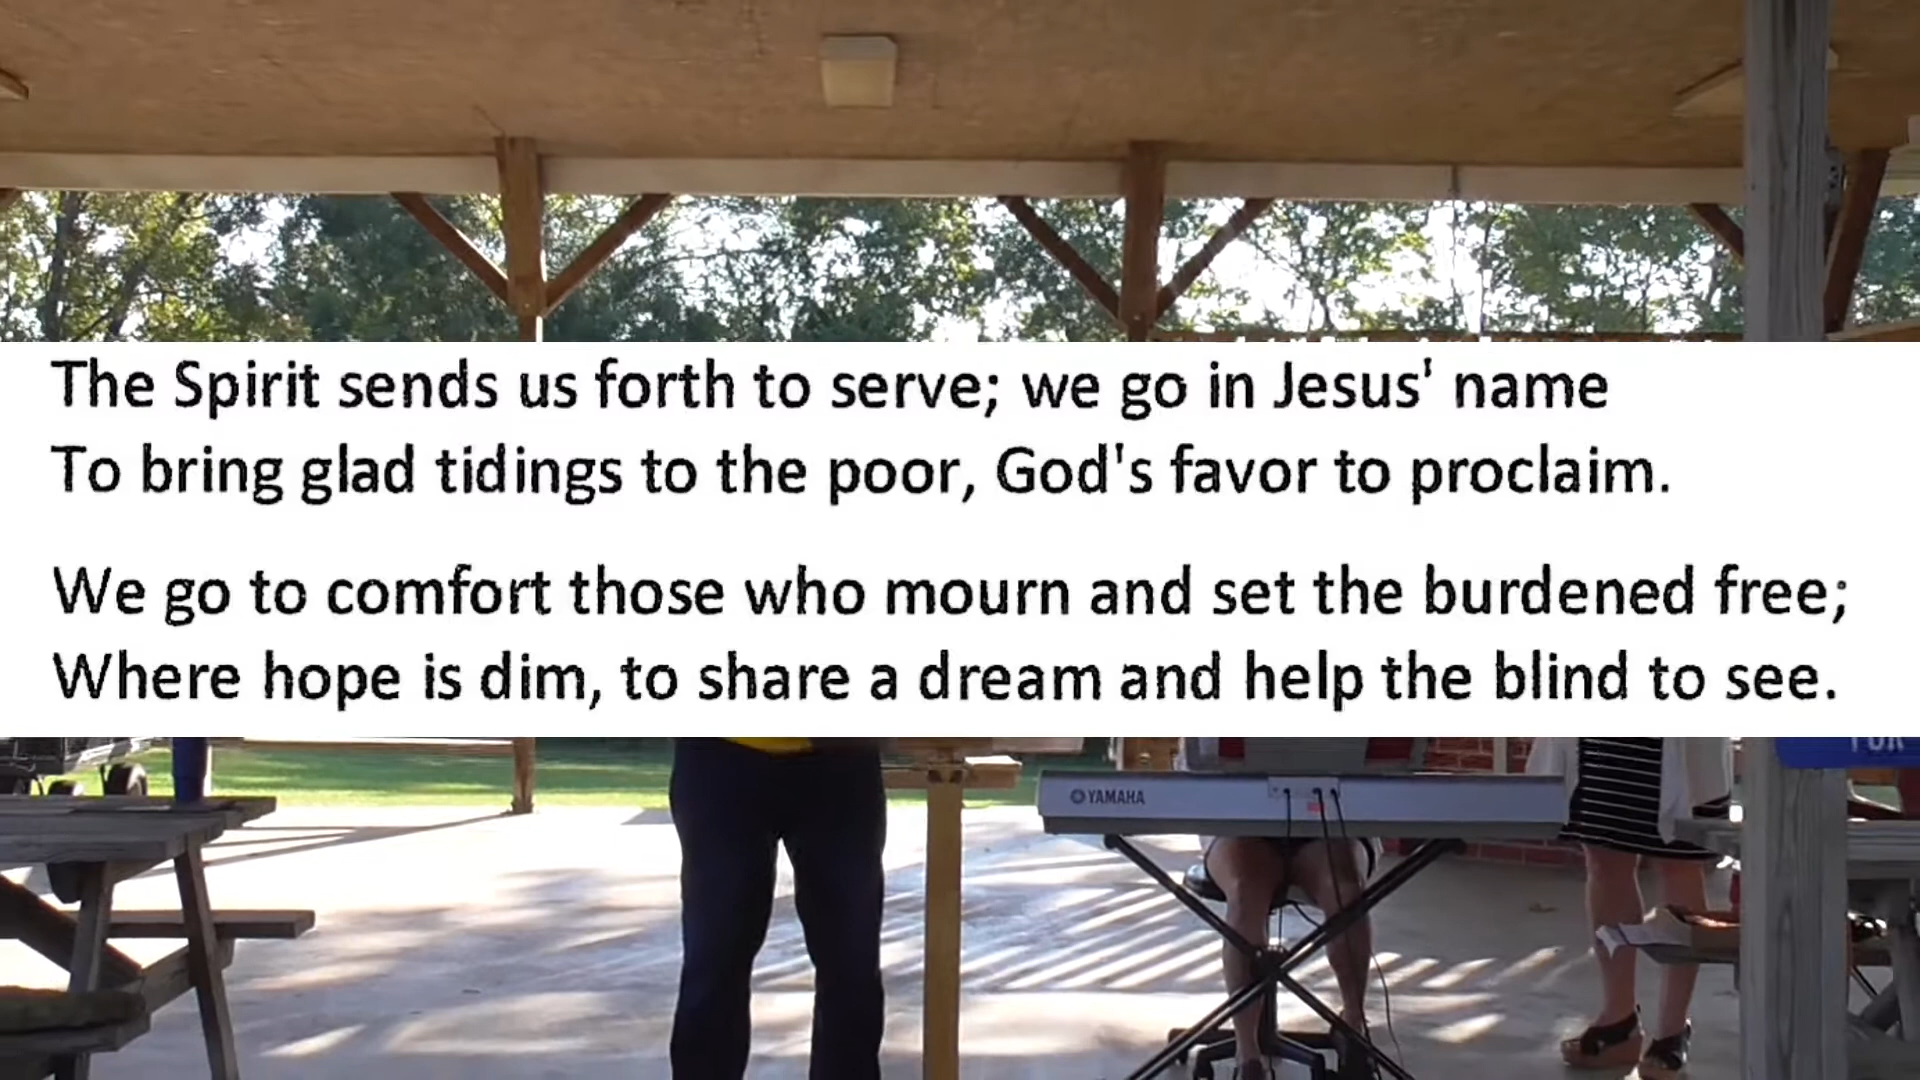 The Spirit sends us forth to serve; we go in Jesus' name
To bring glad tidings to the poor, God's favor to proclaim.
We go to comfort those who mourn and set the burdened free;
Where hope is dim, to share a dream and help the blind to see.
YAMAHA